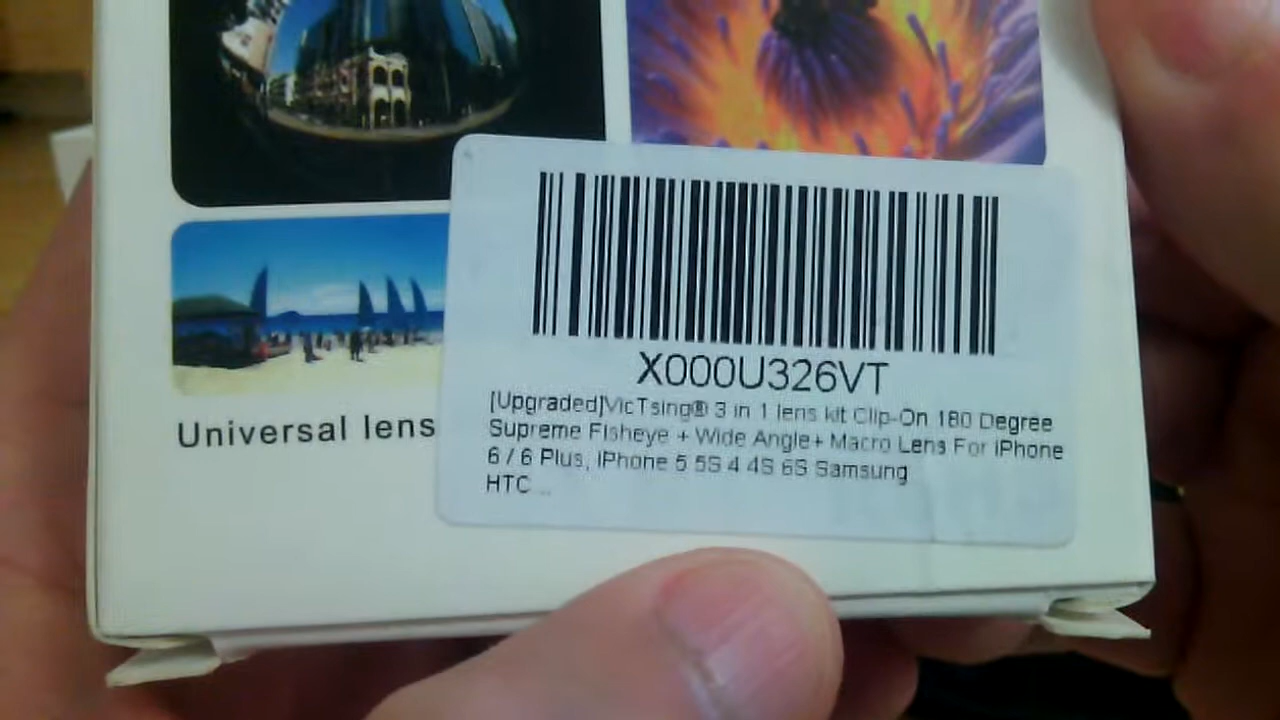 X000U326VT
[Upgraded]VicTsing® 3 in 1 lens kit Clip-On 180 Degree
Supreme Fisheye + Wide Angle+ Macro Lens For iPhone
6 / 6 Plus, iPhone 5 5S 4 4S 6S Samsung
HTC ...
Universal lens